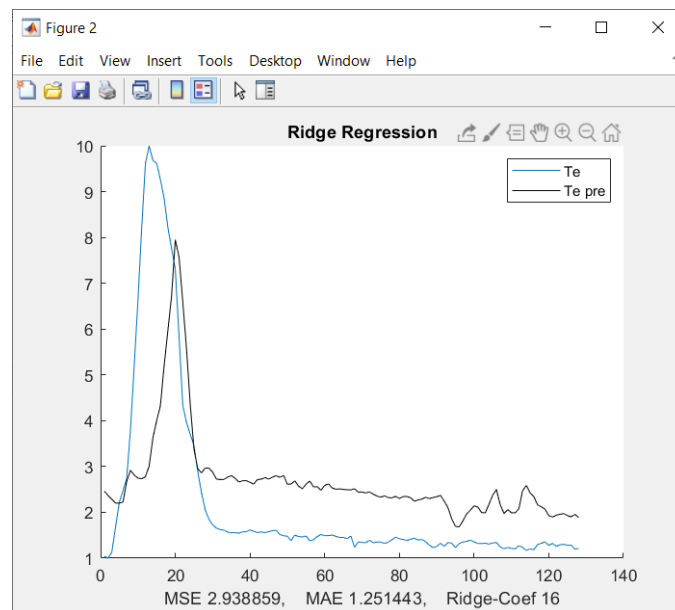 Figure 2
File Edit View Insert Tools Desktop Window Help
Ridge Regression
Te
Te pre
10
9
8
7
6
5
4
3
2
1
0 20 40 60 80 100 120 140
MSE 2.938859, MAE 1.251443, Ridge-Coef 16